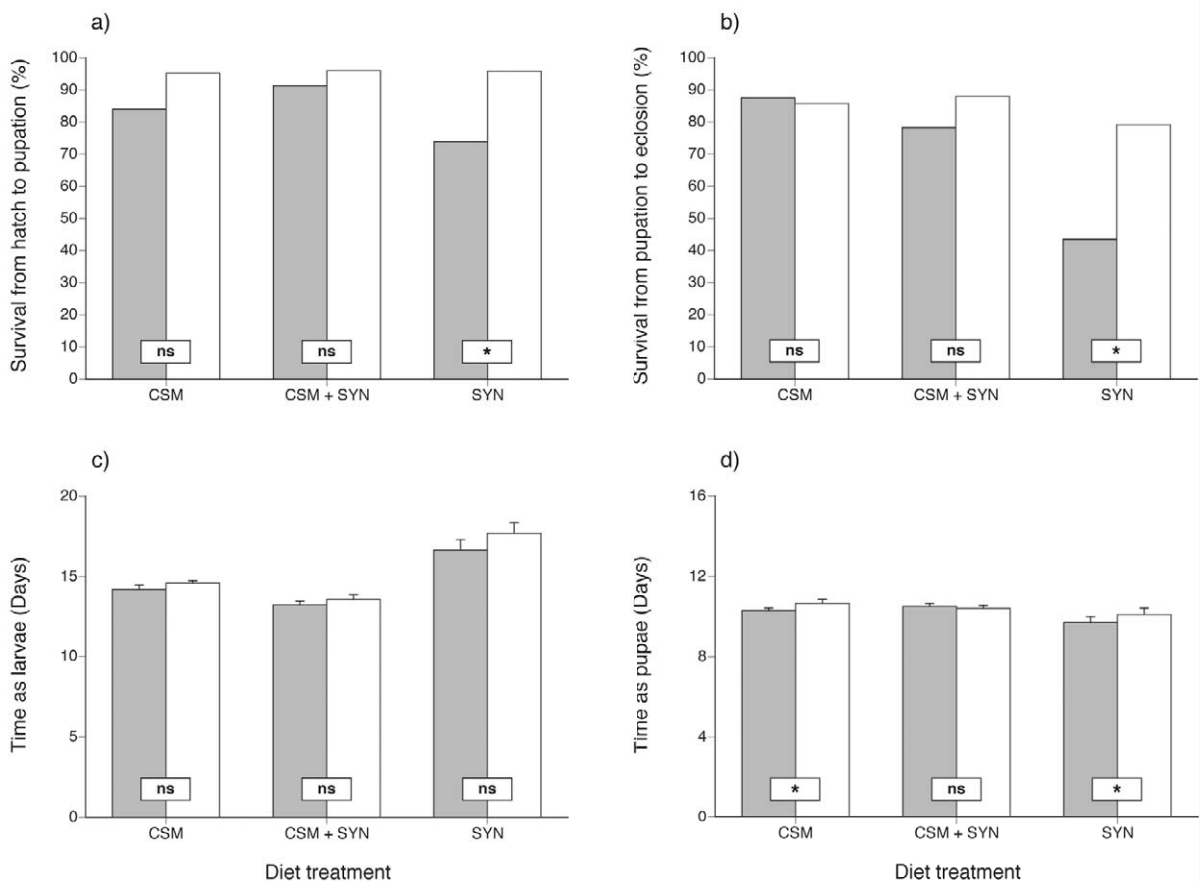 a)
Survival from hatch to pupation (%)
100
90
80
70
60
50
40
30
20
10
0
ns
ns
*
CSM
CSM + SYN
SYN
b)
Survival from pupation to eclosion (%)
100
90
80
70
60
50
40
30
20
10
0
ns
ns
*
CSM
CSM + SYN
SYN
c)
Time as larvae (Days)
20
15
10
5
0
ns
ns
ns
CSM
CSM + SYN
SYN
Diet treatment
d)
Time as pupae (Days)
16
12
8
4
0
*
ns
*
CSM
CSM + SYN
SYN
Diet treatment